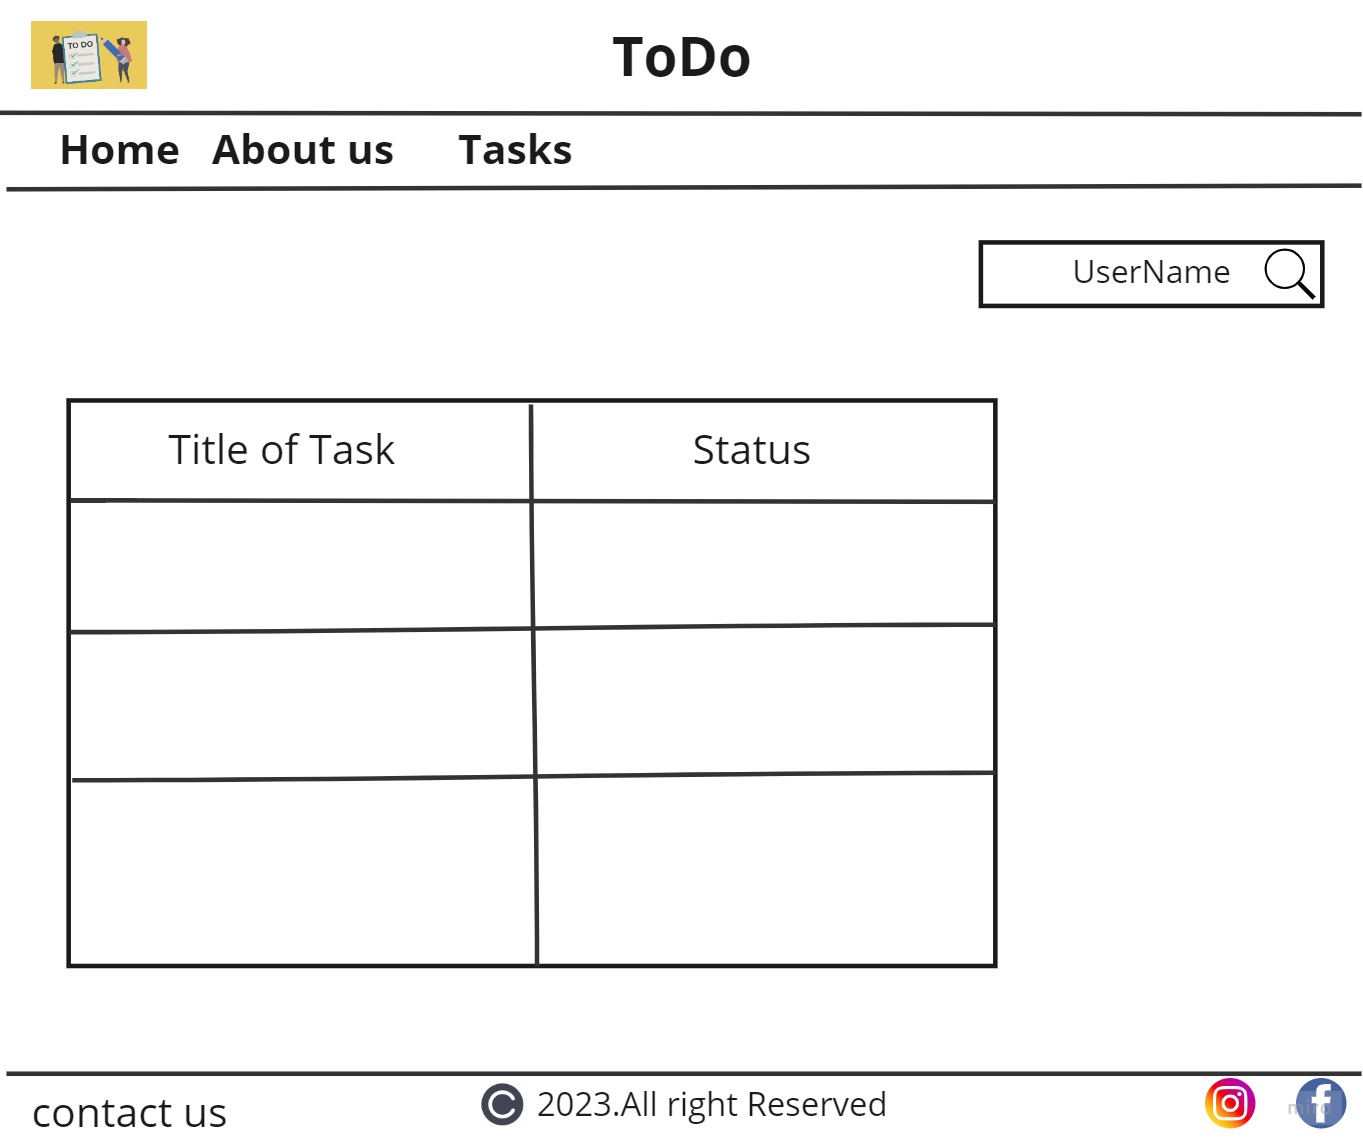 TO DO
ToDo
Home About us Tasks
UserName
Title of Task Status
contact us
© 2023.All right Reserved
miro